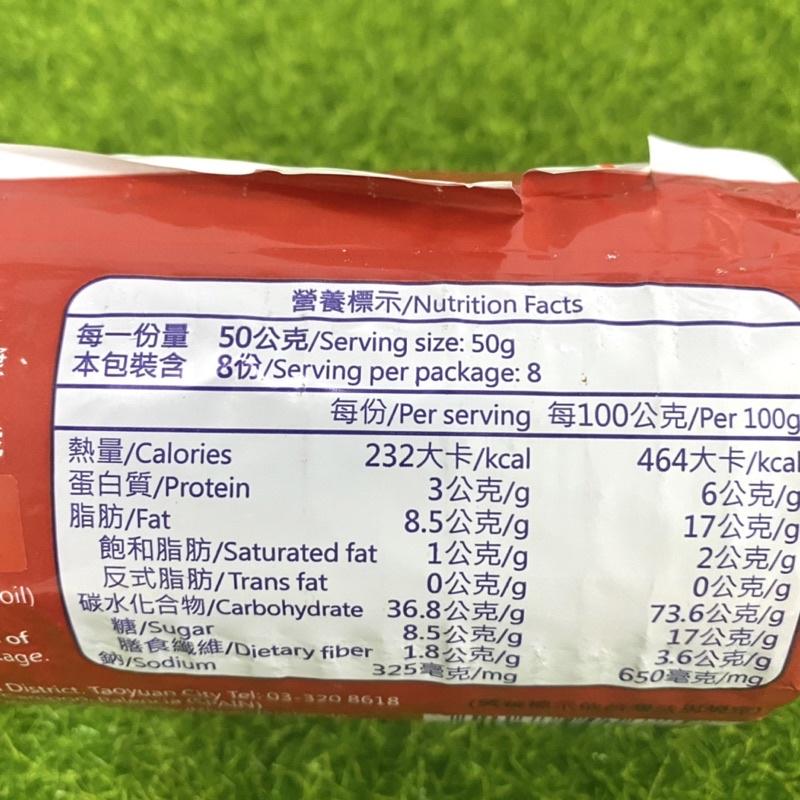 營養標示/Nutrition Facts
每一份量 50公克/Serving size: 50g
本包裝含 8份/Serving per package: 8
每份/Per serving 每100公克/Per 100g
熱量/Calories 232大卡/kcal 464大卡/kcal
蛋白質/Protein 3公克/g 6公克/g
脂肪/Fat 8.5公克/g 17公克/g
飽和脂肪/Saturated fat 1公克/g 2公克/g
反式脂肪/Trans fat 0公克/g 0公克/g
碳水化合物/Carbohydrate 36.8公克/g 73.6公克/g
糖/Sugar 8.5公克/g 17公克/g
膳食纖維/Dietary fiber 1.8公克/g 3.6公克/g
鈉/Sodium 325毫克/mg 650毫克/mg
oil)
of
District, Taoyuan City Tel: 03-320 8618